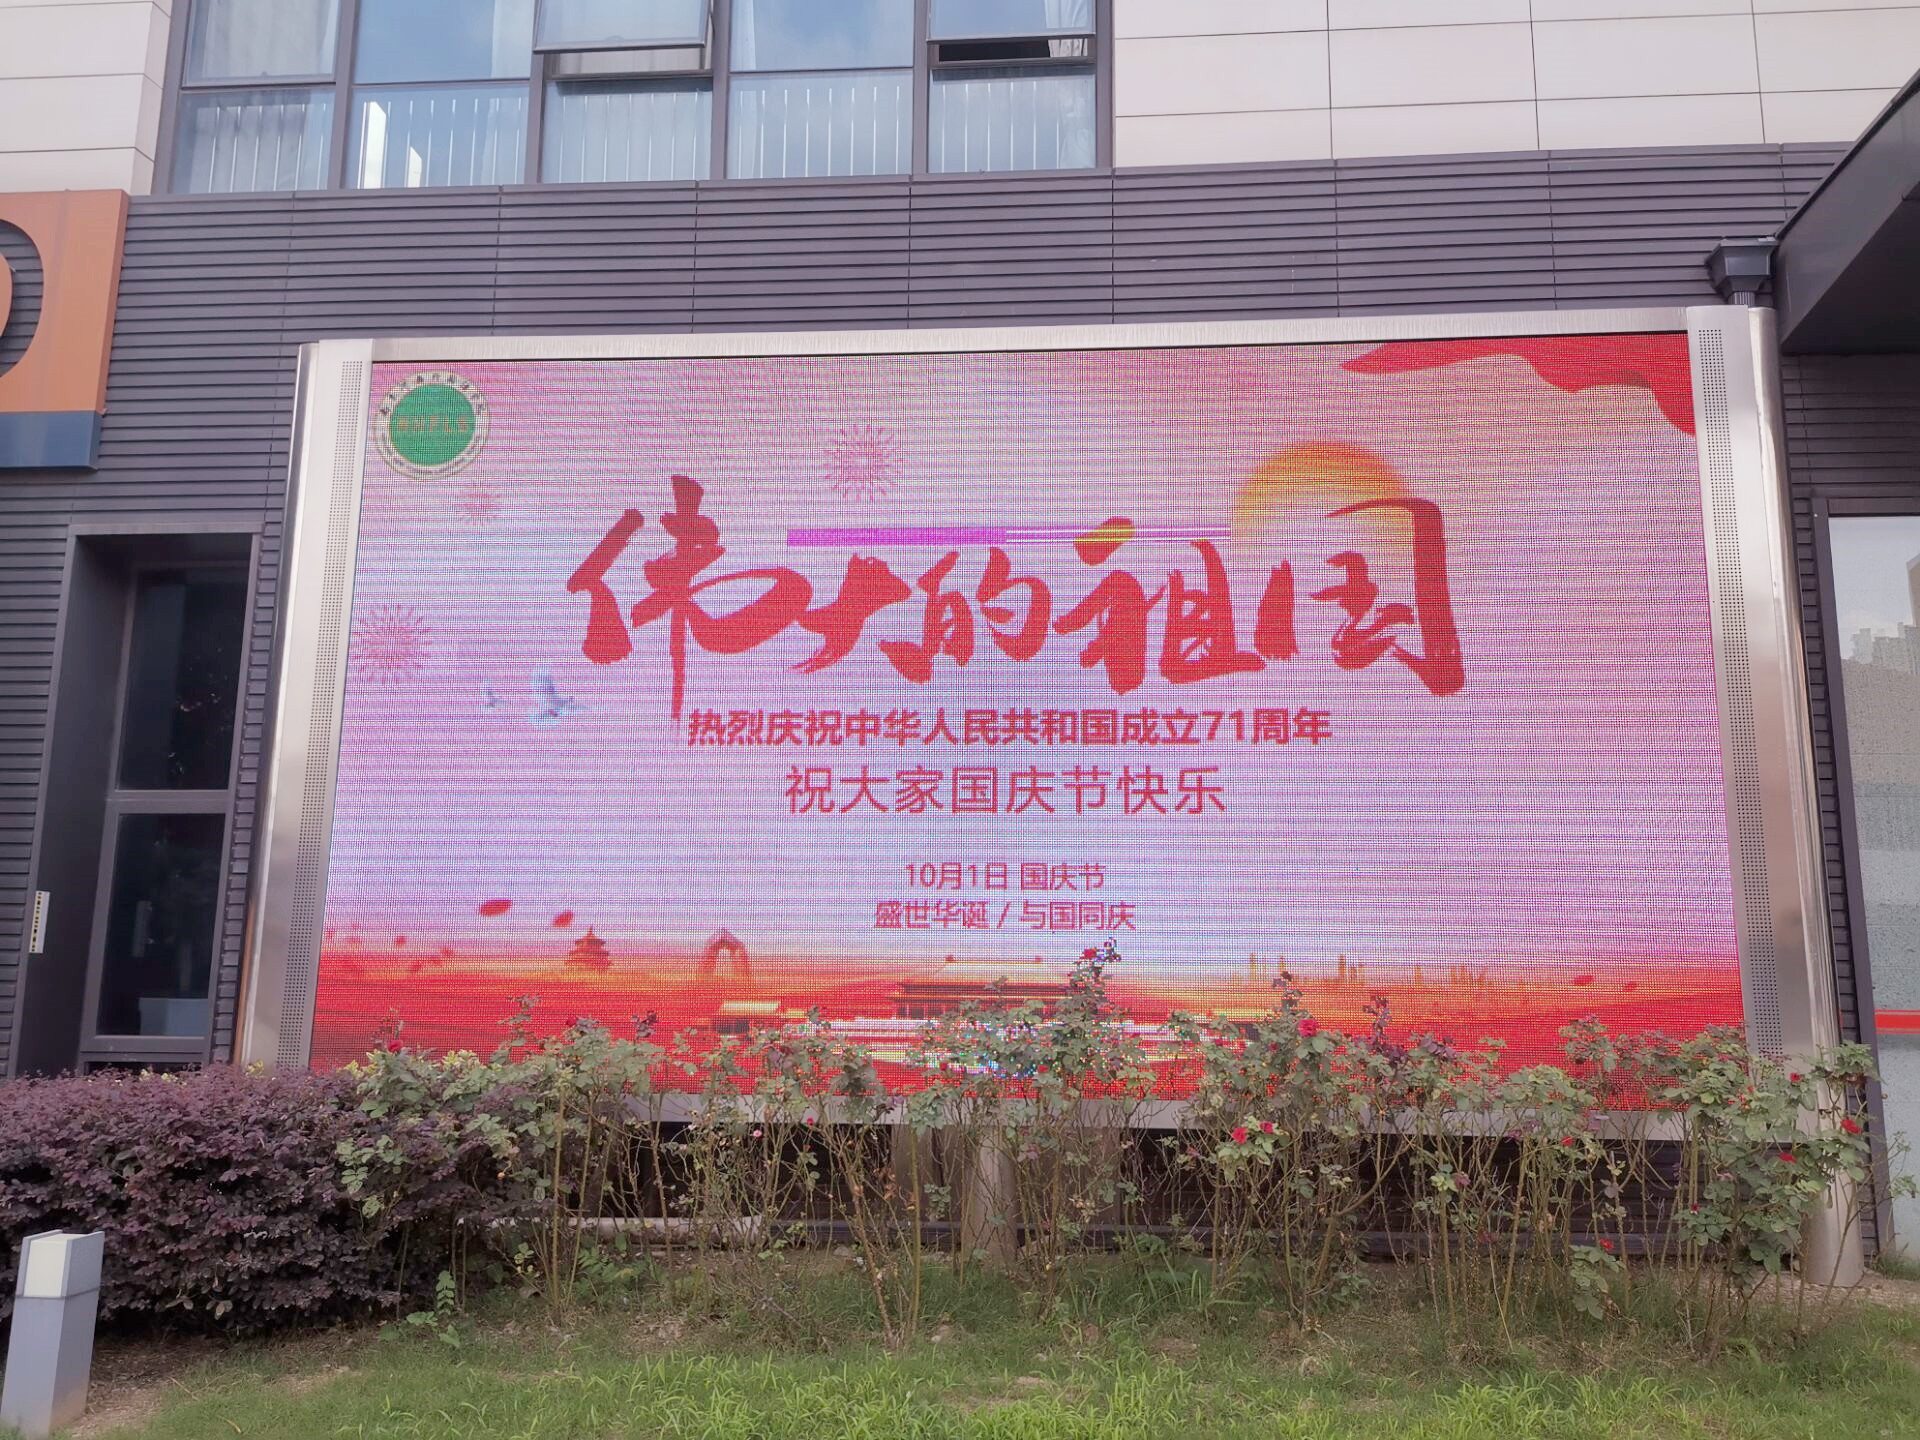 伟大的祖国
热烈庆祝中华人民共和国成立71周年
祝大家国庆节快乐
10月1日 国庆节
盛世华诞 / 与国同庆